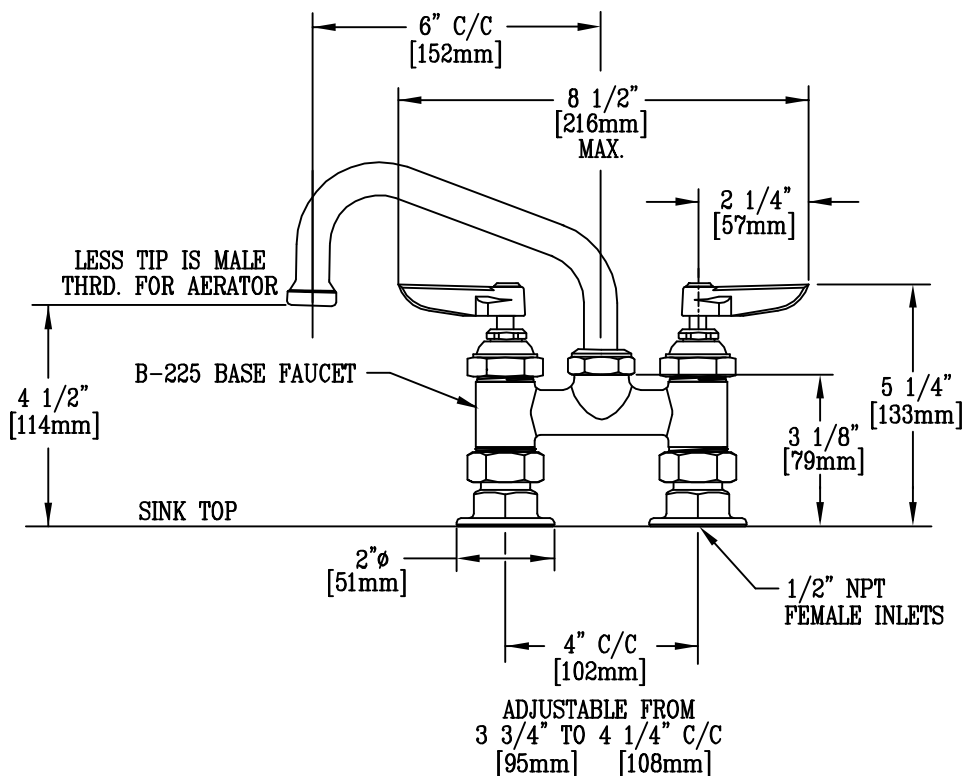 6" C/C
[152mm]
8 1/2"
[216mm]
MAX.
2 1/4"
[57mm]
LESS TIP IS MALE
THRD. FOR AERATOR
B-225 BASE FAUCET
4 1/2"
[114mm]
5 1/4"
[133mm]
3 1/8"
[79mm]
SINK TOP
2"ø
[51mm]
1/2" NPT
FEMALE INLETS
4" C/C
[102mm]
ADJUSTABLE FROM
3 3/4" TO 4 1/4" C/C
[95mm] [108mm]